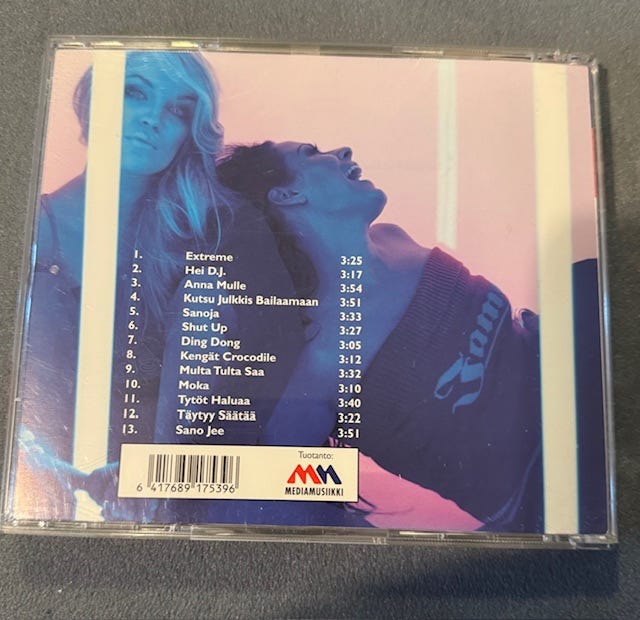 1. Extreme 3:25
2. Hei D.J. 3:17
3. Anna Mulle 3:54
4. Kutsu Julkkis Bailaamaan 3:51
5. Sanoja 3:33
6. Shut Up 3:27
7. Ding Dong 3:05
8. Kengät Crocodile 3:12
9. Multa Tulta Saa 3:32
10. Moka 3:10
11. Tytöt Haluaa 3:40
12. Täytyy Säätää 3:22
13. Sano Jee 3:51
Tuotanto:
MM
MEDIAMUSIIKKI
6 417689 175396